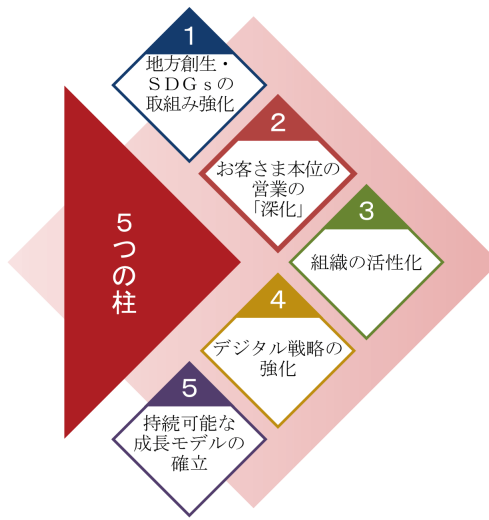 5つの柱
1
地方創生・
ＳＤＧｓの
取組み強化
2
お客さま本位の
営業の
「深化」
3
組織の活性化
4
デジタル戦略の
強化
5
持続可能な
成長モデルの
確立